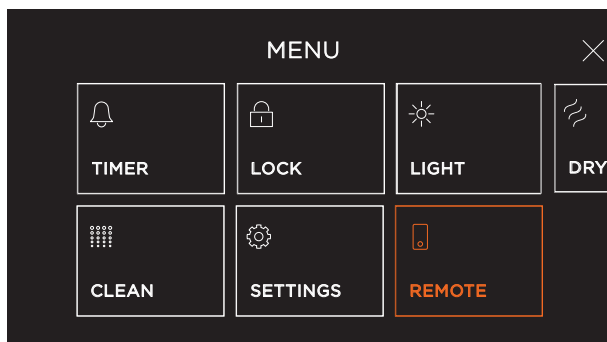 MENU
TIMER
LOCK
LIGHT
DRY
CLEAN
SETTINGS
REMOTE